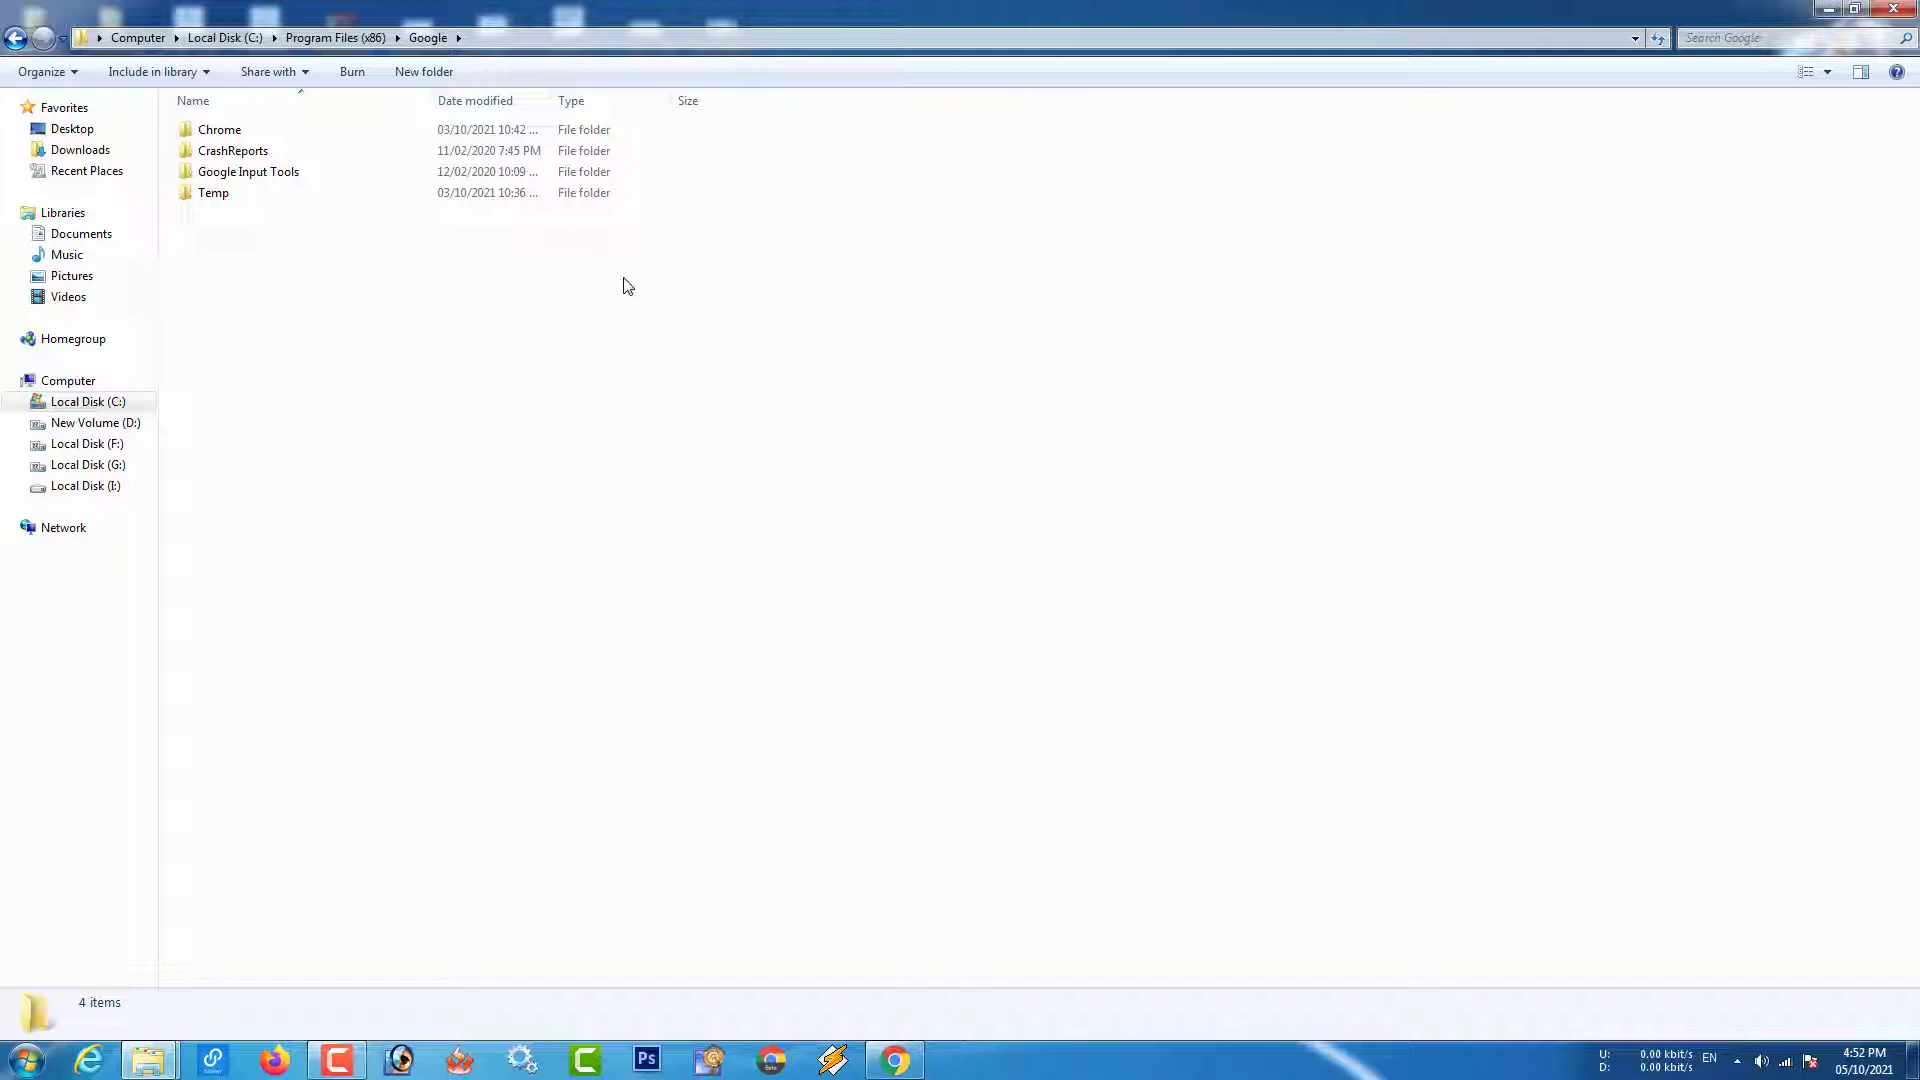 Computer Local Disk (C:) Program Files (x86) Google
Search Google
Organize Include in library Share with Burn New folder
Name Date modified Type Size
Chrome 03/10/2021 10:42 ... File folder
CrashReports 11/02/2020 7:45 PM File folder
Google Input Tools 12/02/2020 10:09 ... File folder
Temp 03/10/2021 10:36 ... File folder
Favorites
Desktop
Downloads
Recent Places
Libraries
Documents
Music
Pictures
Videos
Homegroup
Computer
Local Disk (C:)
New Volume (D:)
Local Disk (F:)
Local Disk (G:)
Local Disk (I:)
Network
4 items
Ps
Beta
U: 0.00 kbit/s
D: 0.00 kbit/s
EN
4:52 PM
05/10/2021